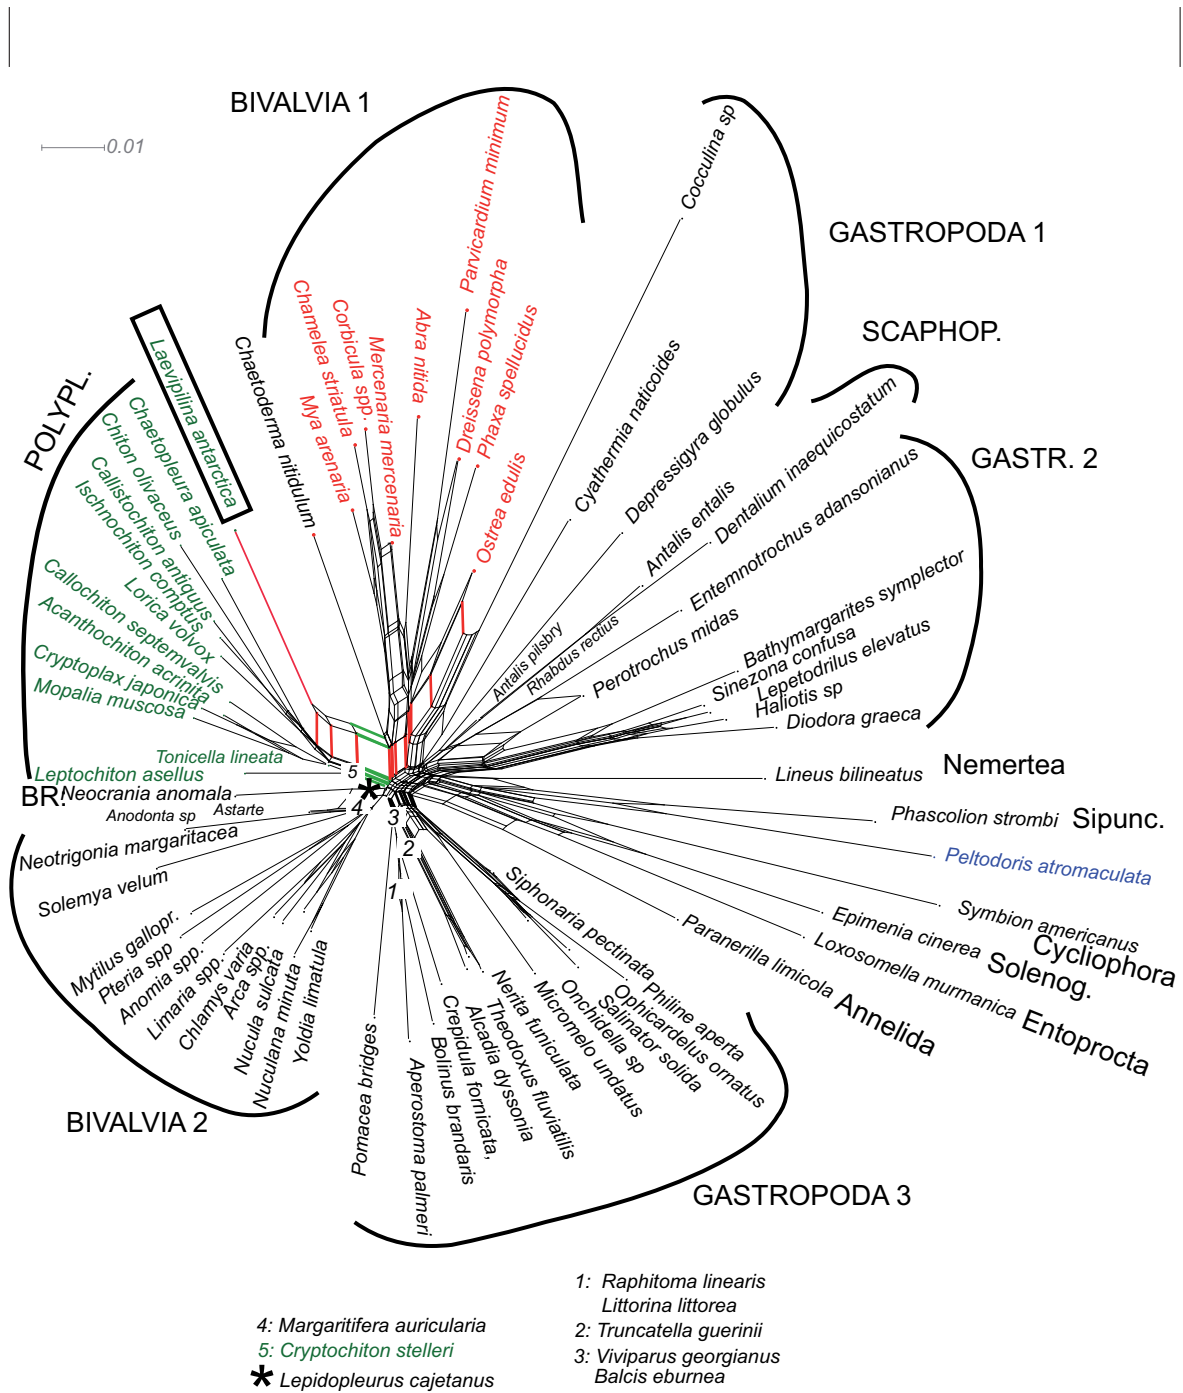 BIVALVIA 1
0.01
GASTROPODA 1
SCAPHOP.
GASTR. 2
POLYPL.
Laevipilina antarctica
Chaetoderma nitidulum
Chamelea striatula
Corbicula spp.
Mya arenaria
Mercenaria mercenaria
Abra nitida
Parvicardium minimum
Dreissena polymorpha
Phaxa spellucidus
Ostrea edulis
Cocculina sp
Cyathermia naticoides
Depressigyra globulus
Antalis entalis
Dentalium inaequicostatum
Antalis pilsbry
Rhabdus rectius
Entemnotrochus adansonianus
Perotrochus midas
Bathymargarites symplector
Sinezona confusa
Lepetodrilus elevatus
Haliotis sp
Diodora graeca
Lineus bilineatus
Nemertea
Phascolion strombi
Sipunc.
Peltodoris atromaculata
Symbion americanus
Cycliophora
Epimenia cinerea
Solenog.
Loxosomella murmanica
Entoprocta
Paranerilla limicola
Annelida
Chaetopleura apiculata
Chiton olivaceus
Callistochiton antiquus
Ischnochiton comptus
Lorica volvox
Callochiton septemvalvis
Acanthochiton acrinita
Cryptoplax japonica
Mopalia muscosa
Tonicella lineata
Leptochiton asellus
5
BR.
Neocrania anomala
*
Anodonta sp
Astarte
4
3
2
1
Neotrigonia margaritacea
Solemya velum
Mytilus gallopr.
Pteria spp
Anomia spp.
Limaria spp.
Chlamys varia
Arca spp.
Nucula sulcata
Nuculana minuta
Yoldia limatula
BIVALVIA 2
Pomacea bridges
Aperostoma palmeri
Bolinus brandaris
Crepidula fornicata,
Alcadia dyssonia
Theodoxus fluviatilis
Nerita funiculata
Micromelo undatus
Onchidella sp
Salinator solida
Ophicardelus ornatus
Philine aperta
Siphonaria pectinata
GASTROPODA 3
1: Raphitoma linearis
Littorina littorea
2: Truncatella guerinii
3: Viviparus georgianus
Balcis eburnea
4: Margaritifera auricularia
5: Cryptochiton stelleri
* Lepidopleurus cajetanus